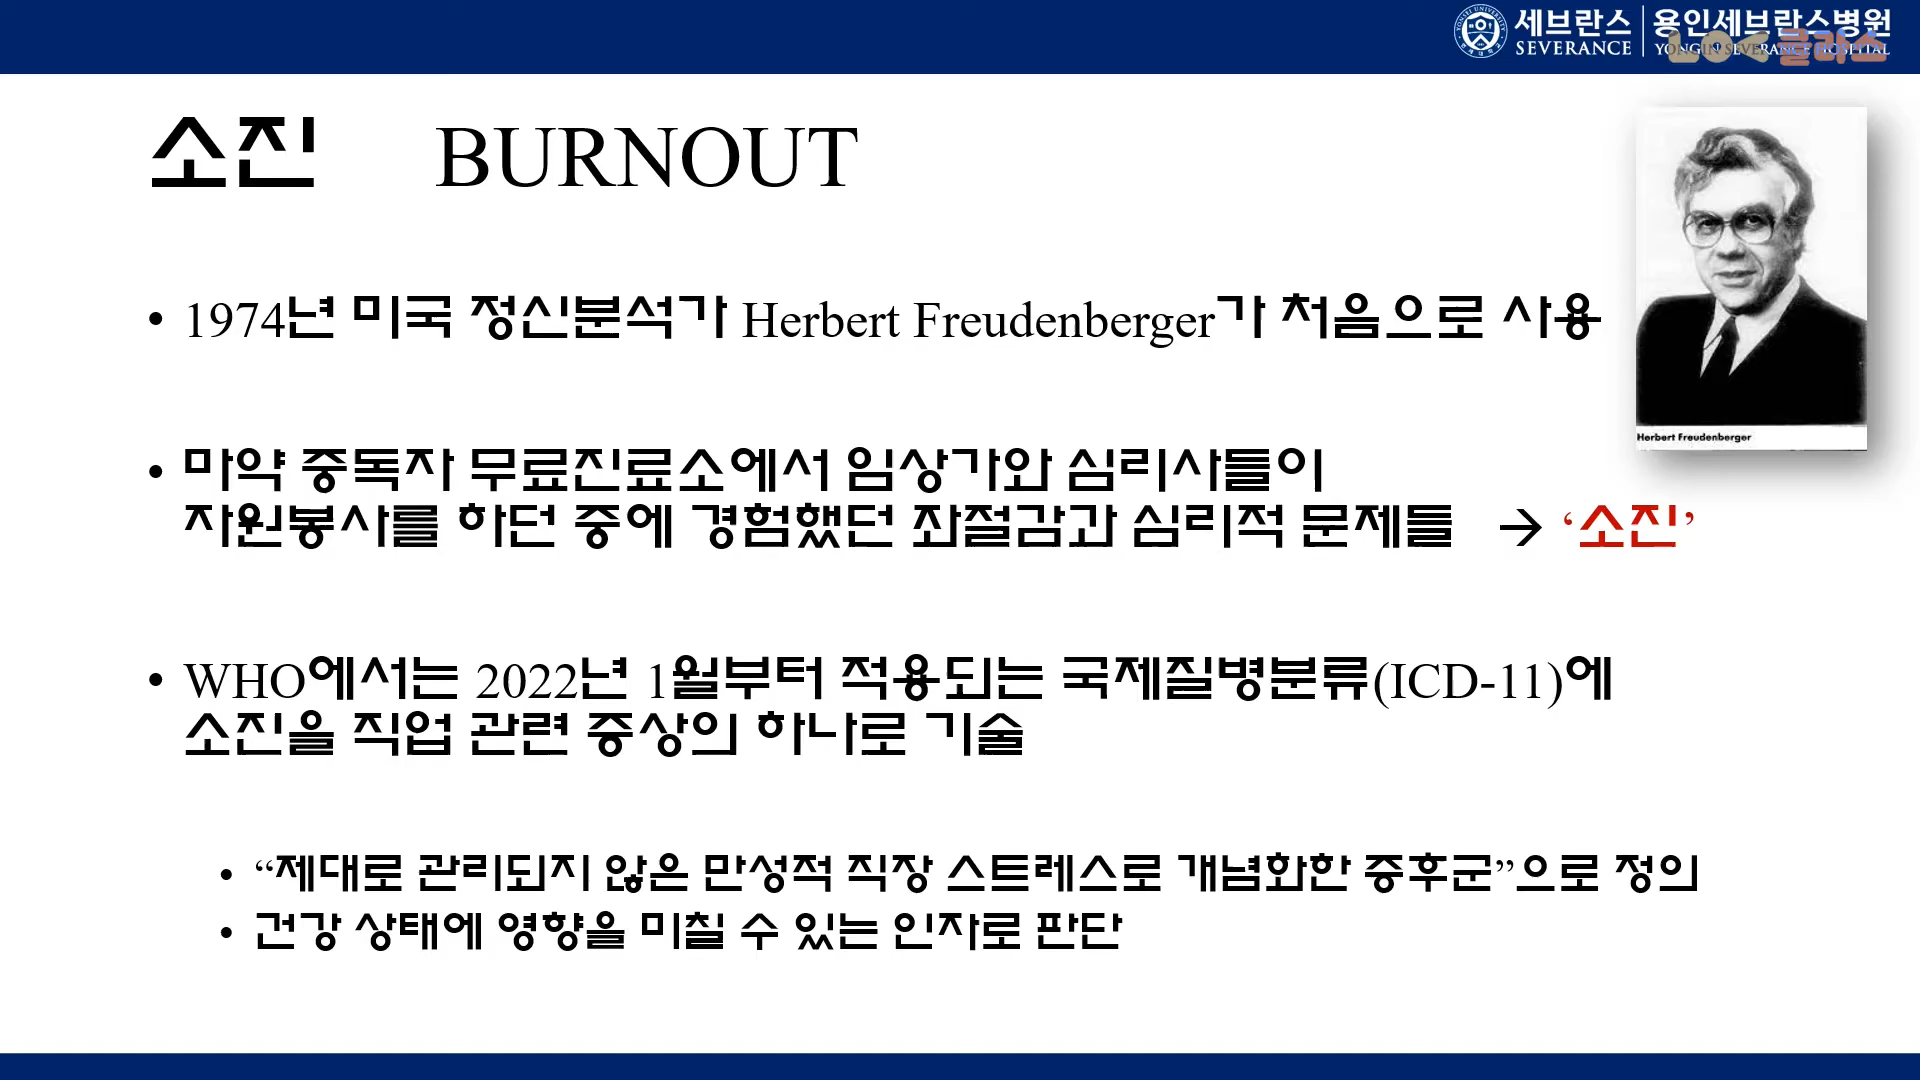 세브란스 용인세브란스병원
SEVERANCE YONGIN SEVERANCE HOSPITAL
클라스
소진 BURNOUT
• 1974년 미국 정신분석가 Herbert Freudenberger가 처음으로 사용
Herbert Freudenberger
• 마약 중독자 무료진료소에서 임상가와 심리사들이
자원봉사를 하던 중에 경험했던 좌절감과 심리적 문제들 → ‘소진’
• WHO에서는 2022년 1월부터 적용되는 국제질병분류(ICD-11)에
소진을 직업 관련 증상의 하나로 기술
• “제대로 관리되지 않은 만성적 직장 스트레스로 개념화한 증후군”으로 정의
• 건강 상태에 영향을 미칠 수 있는 인자로 판단